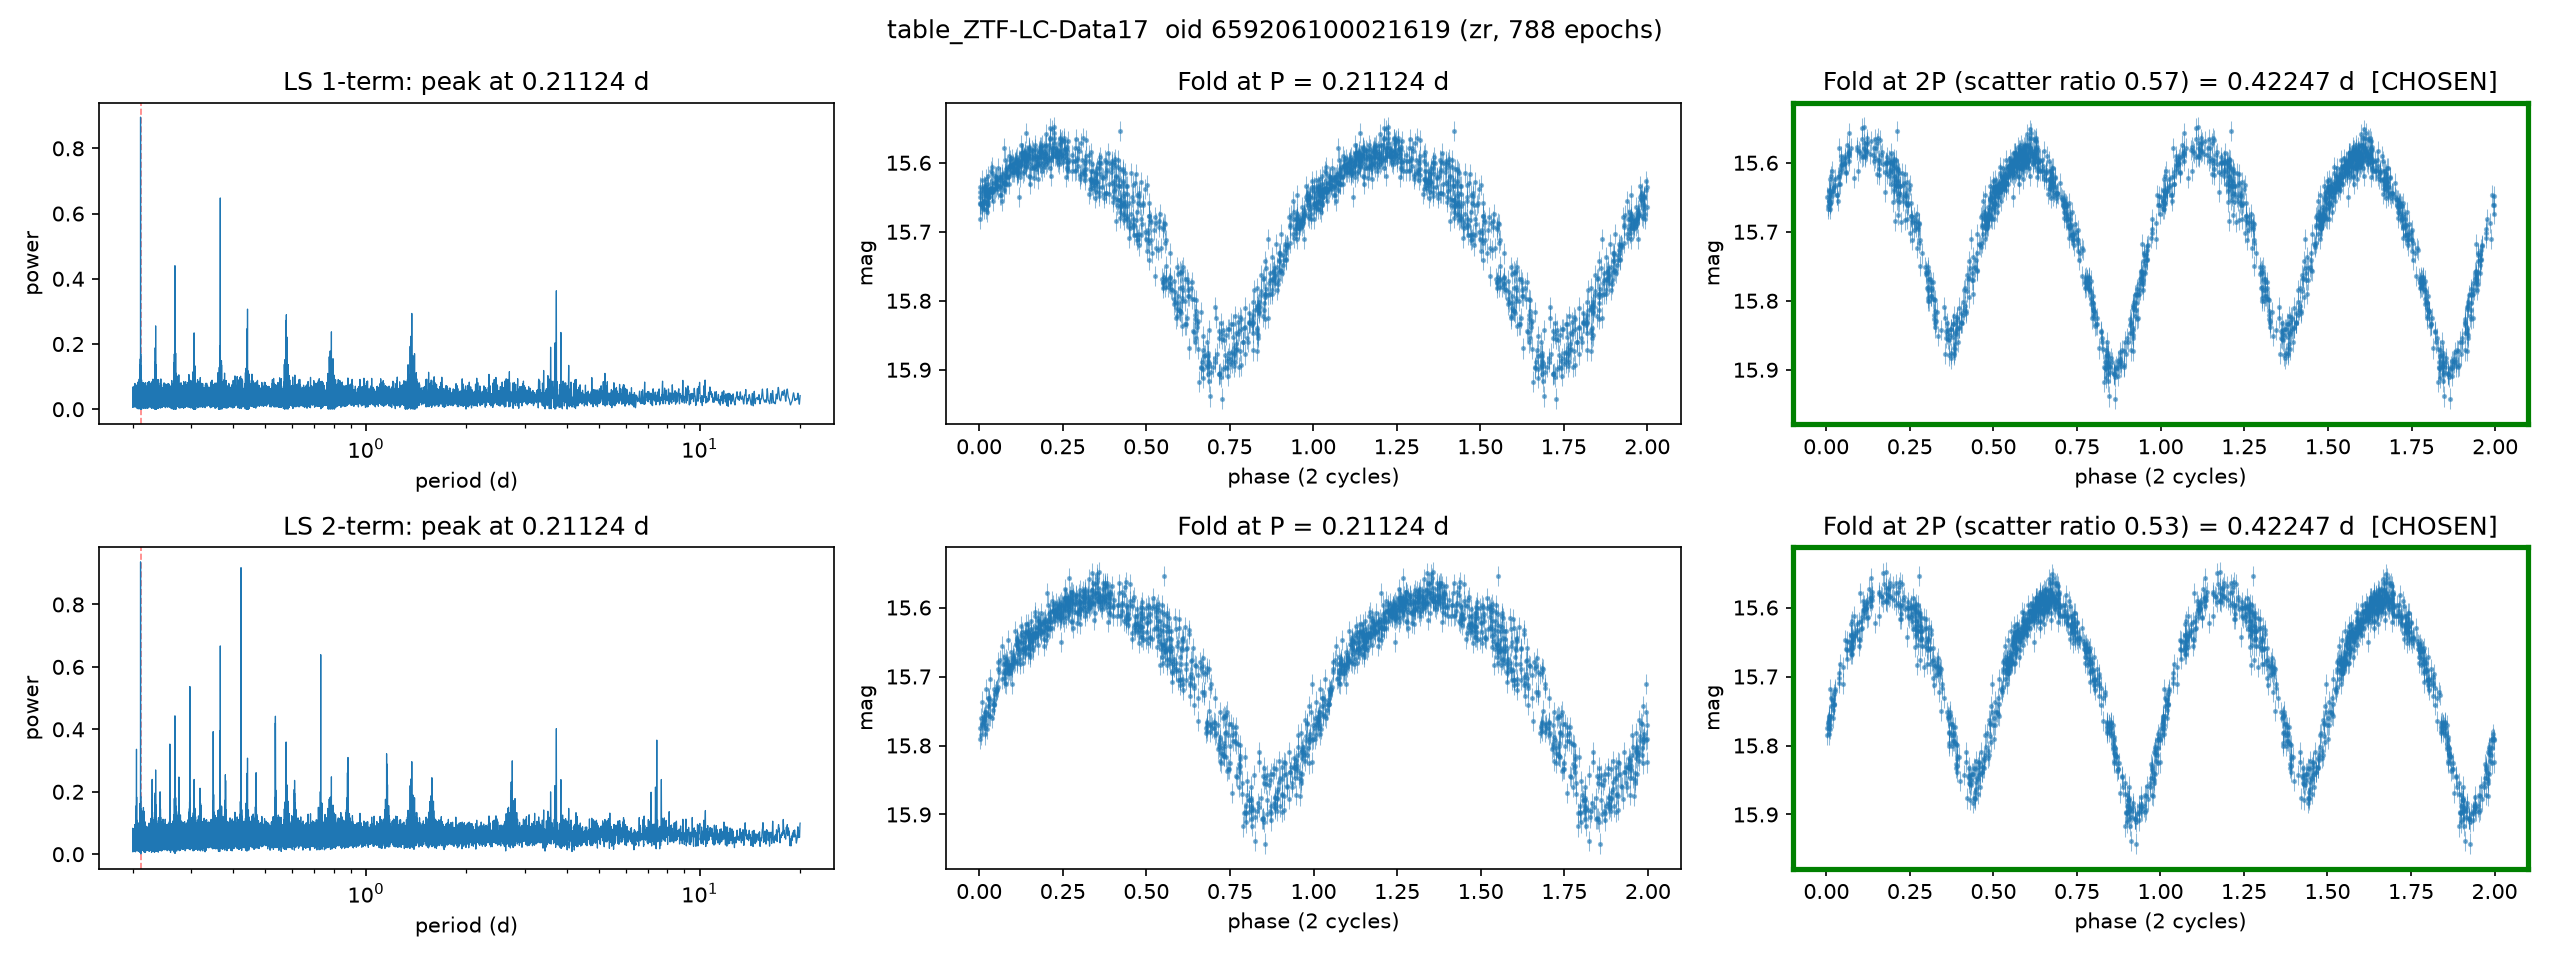 table_ZTF-LC-Data17  oid 659206100021619 (zr, 788 epochs)
LS 1-term: peak at 0.21124 d
power
0.8
0.6
0.4
0.2
0.0
10⁰
10¹
period (d)
Fold at P = 0.21124 d
mag
15.6
15.7
15.8
15.9
0.00 0.25 0.50 0.75 1.00 1.25 1.50 1.75 2.00
phase (2 cycles)
Fold at 2P (scatter ratio 0.57) = 0.42247 d  [CHOSEN]
mag
15.6
15.7
15.8
15.9
0.00 0.25 0.50 0.75 1.00 1.25 1.50 1.75 2.00
phase (2 cycles)
LS 2-term: peak at 0.21124 d
power
0.8
0.6
0.4
0.2
0.0
10⁰
10¹
period (d)
Fold at P = 0.21124 d
mag
15.6
15.7
15.8
15.9
0.00 0.25 0.50 0.75 1.00 1.25 1.50 1.75 2.00
phase (2 cycles)
Fold at 2P (scatter ratio 0.53) = 0.42247 d  [CHOSEN]
mag
15.6
15.7
15.8
15.9
0.00 0.25 0.50 0.75 1.00 1.25 1.50 1.75 2.00
phase (2 cycles)